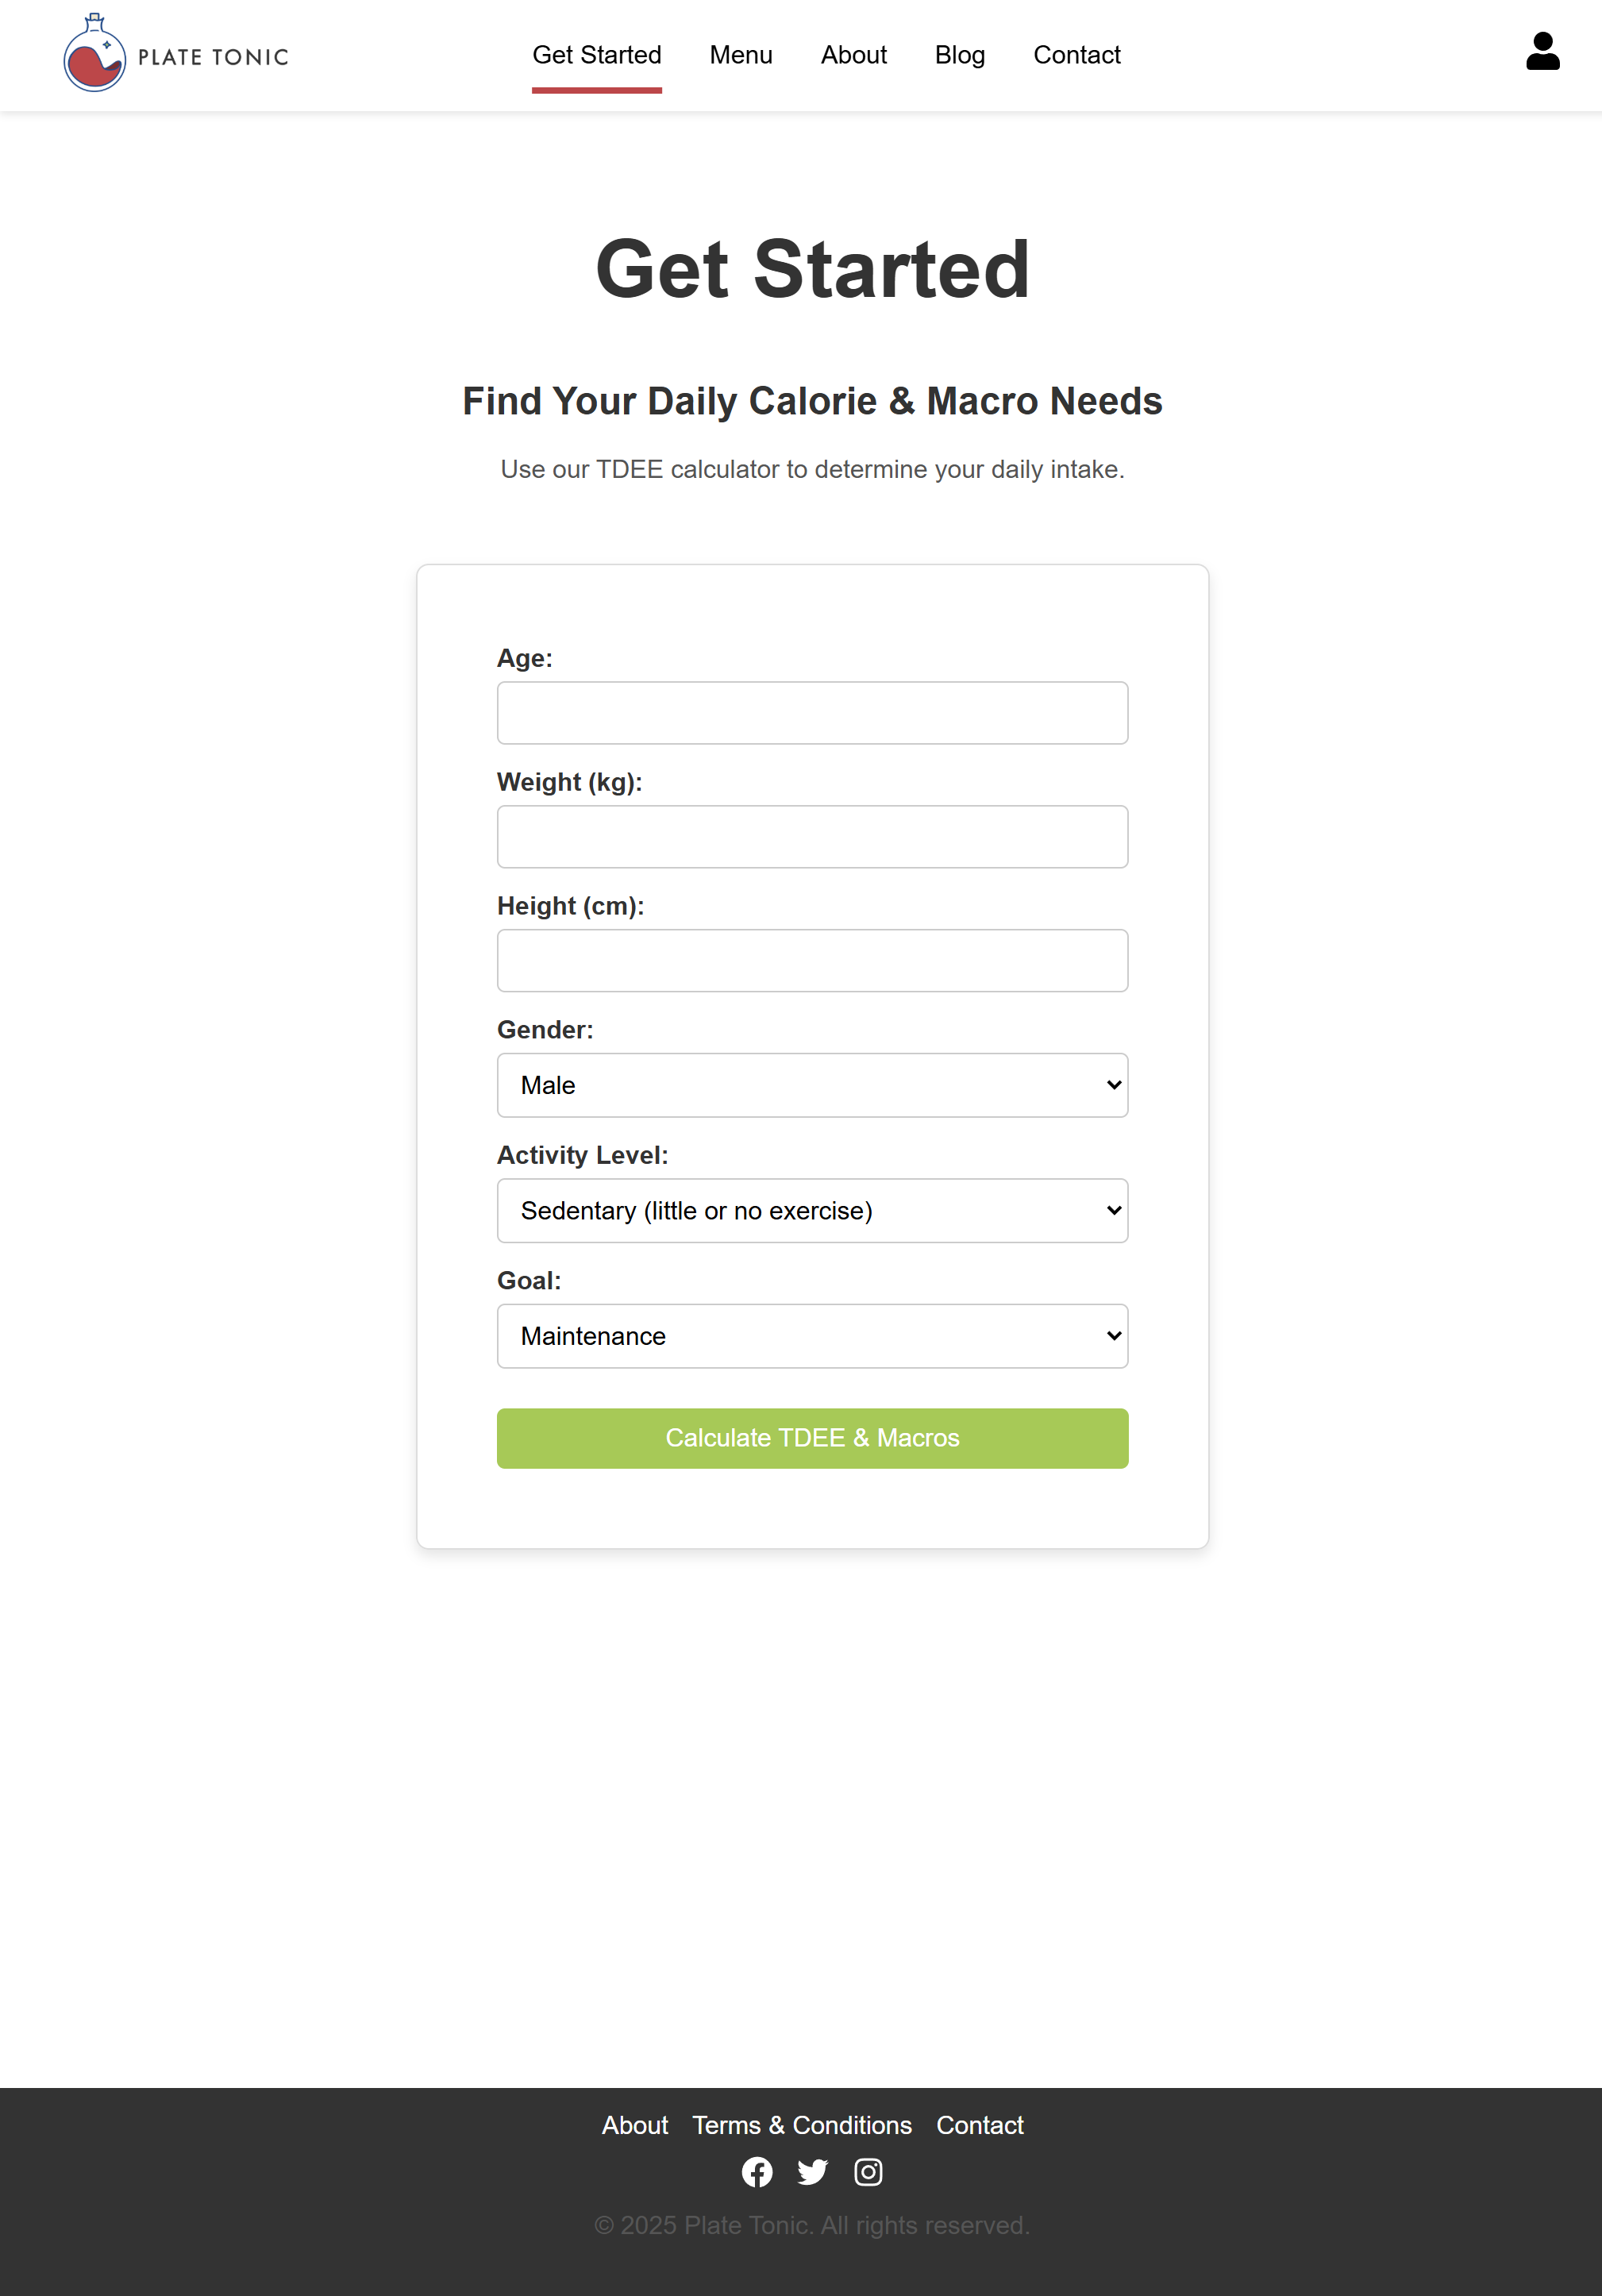 PLATE TONIC
Get Started Menu About Blog Contact
Get Started
Find Your Daily Calorie & Macro Needs
Use our TDEE calculator to determine your daily intake.
Age:
Weight (kg):
Height (cm):
Gender:
Male
Activity Level:
Sedentary (little or no exercise)
Goal:
Maintenance
Calculate TDEE & Macros
About Terms & Conditions Contact
© 2025 Plate Tonic. All rights reserved.